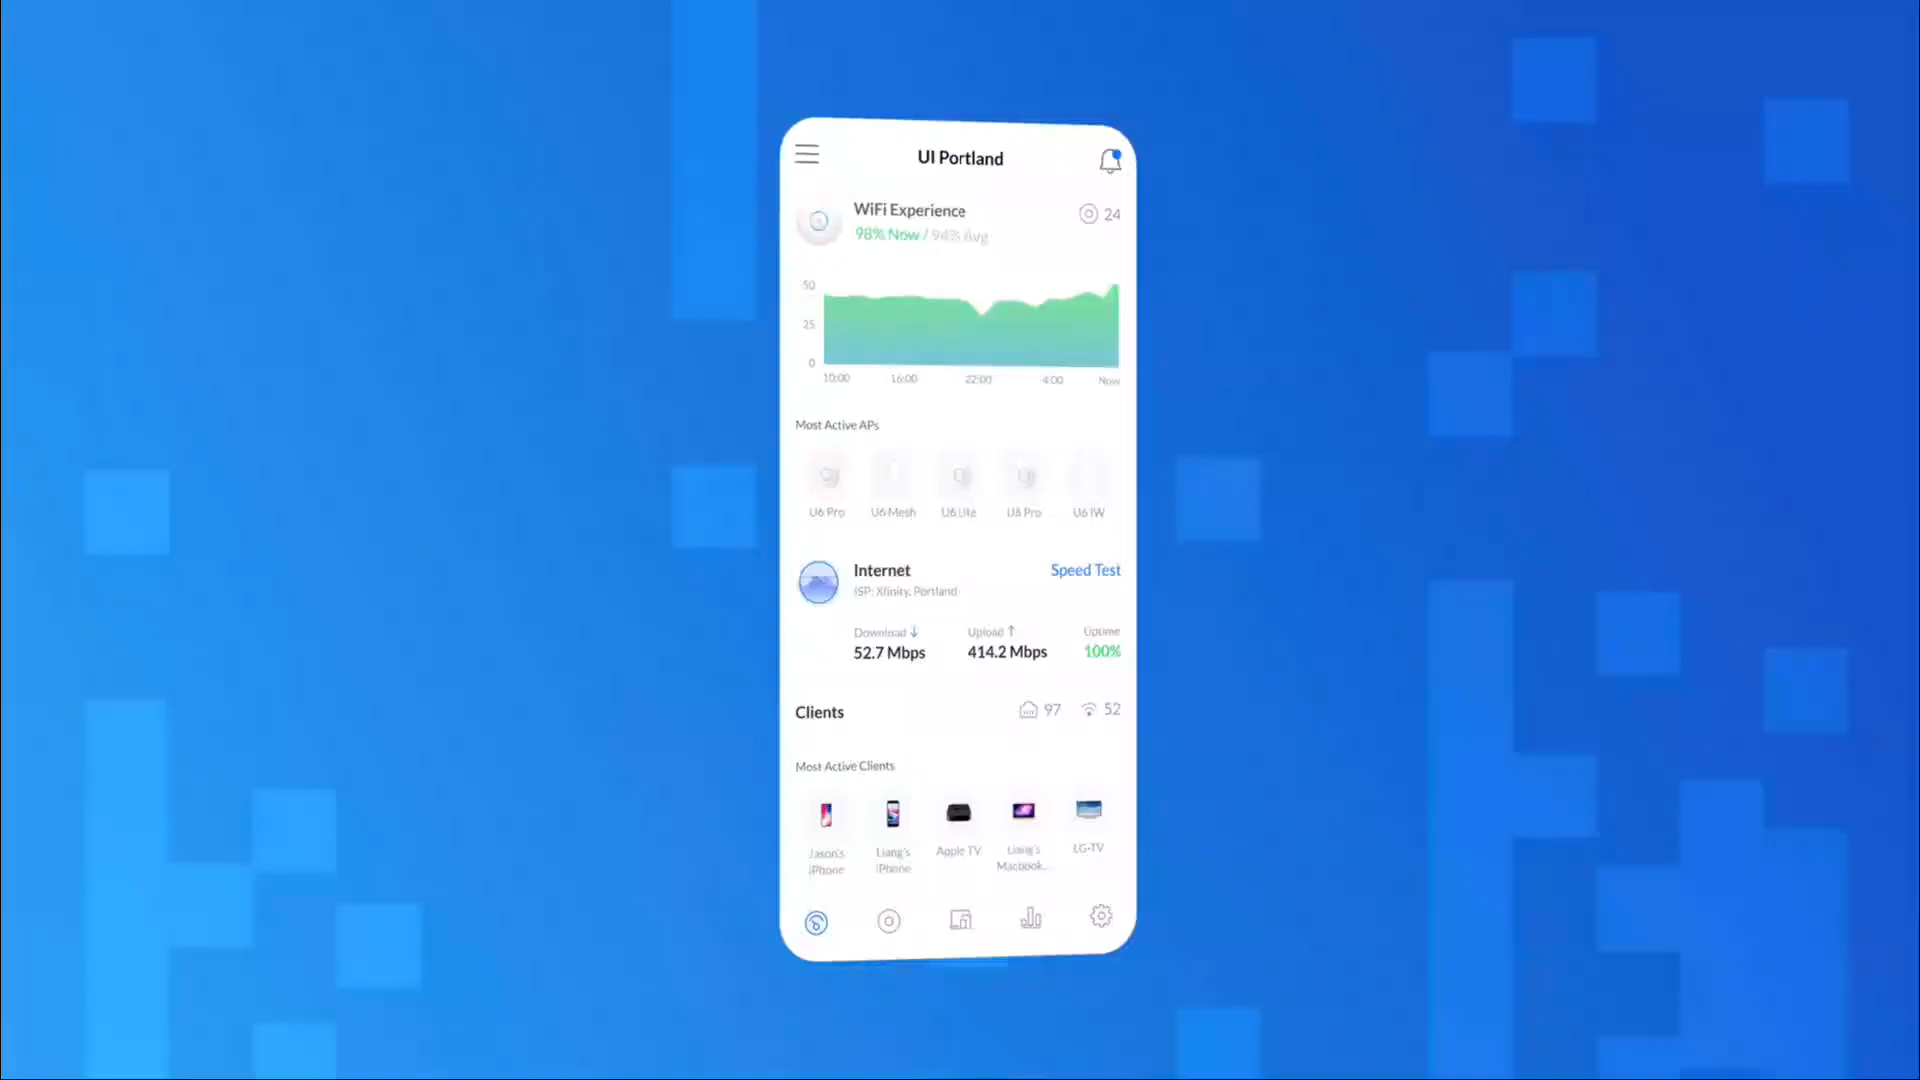 UI Portland
WiFi Experience
24
98% Now / 94% Avg
50
25
0
10:00 16:00 22:00 4:00 Now
Most Active APs
U6 Pro U6 Mesh U6 Lite U6 Pro U6 IW
Internet Speed Test
ISP: Xfinity, Portland
Download ↓ Upload ↑ Uptime
52.7 Mbps 414.2 Mbps 100%
Clients 97 52
Most Active Clients
Jason's iPhone
Liang's iPhone
Apple TV
Liang's Macbook...
LG-TV